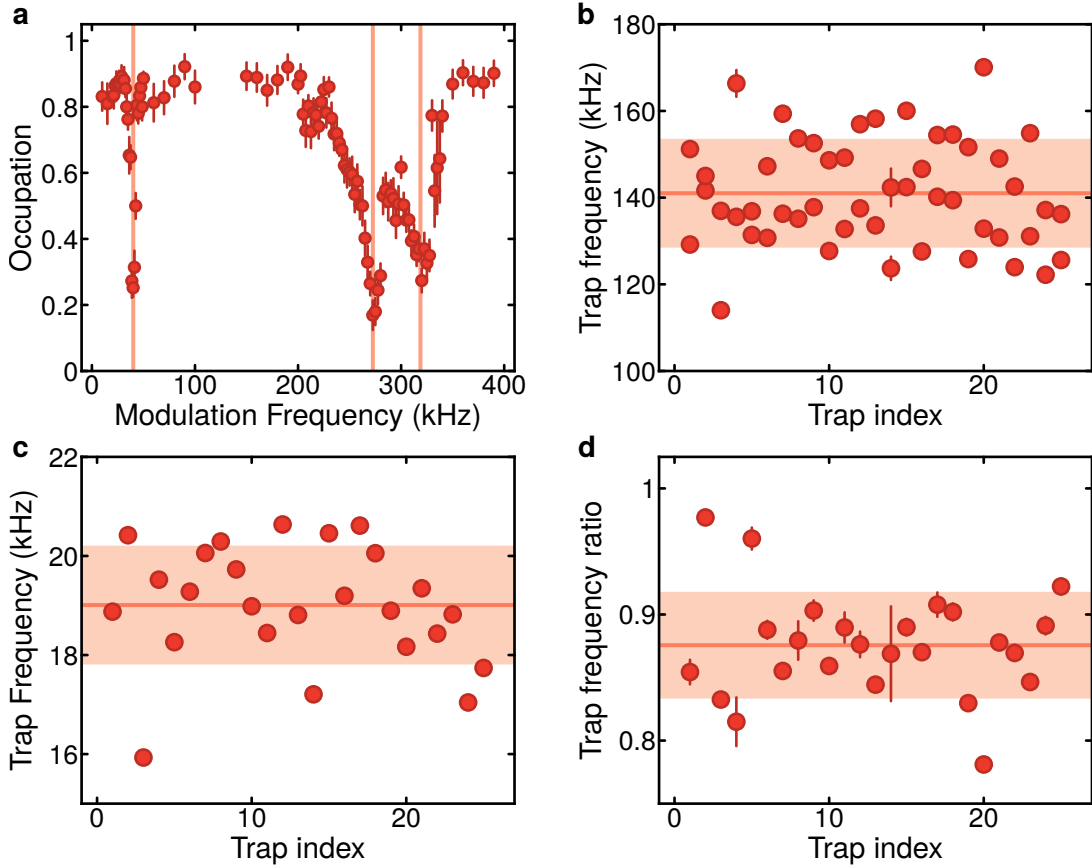 a
1
0.8
0.6
0.4
0.2
0
0
100
200
300
400
Occupation
Modulation Frequency (kHz)
b
180
160
140
120
100
0
10
20
Trap frequency (kHz)
Trap index
c
22
20
18
16
0
10
20
Trap Frequency (kHz)
Trap index
d
1
0.9
0.8
0
10
20
Trap frequency ratio
Trap index